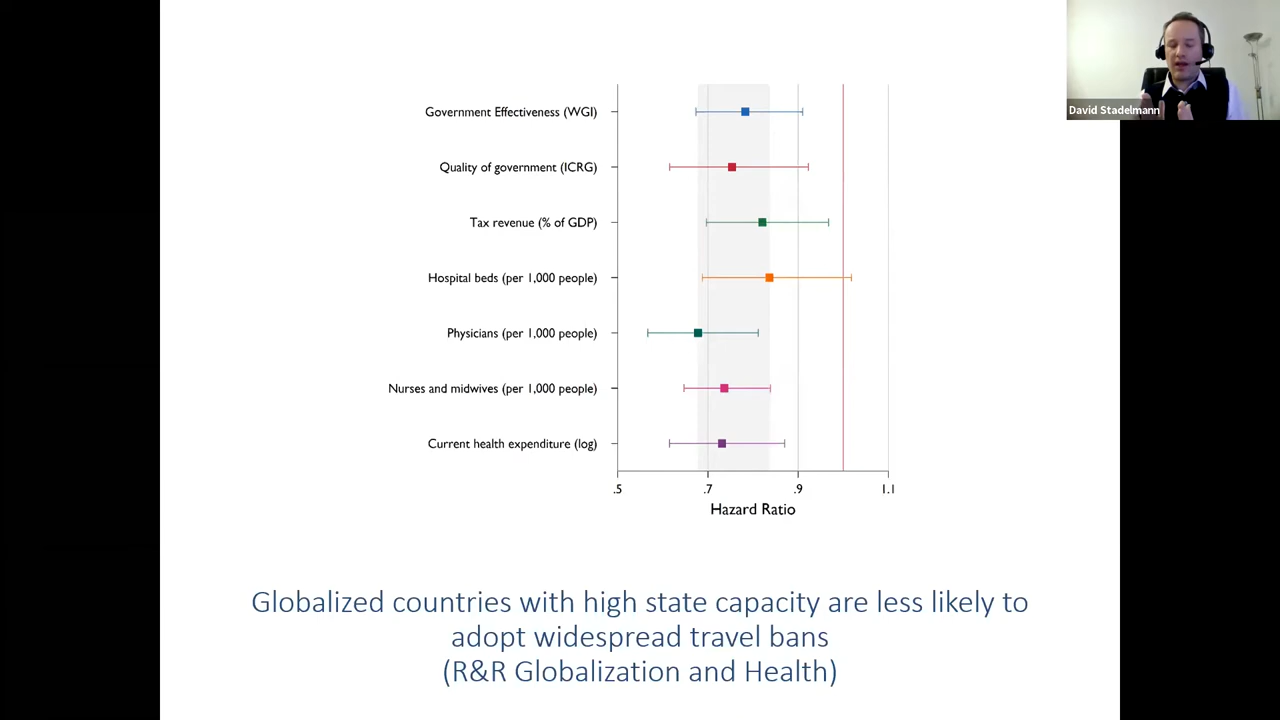 David Stadelmann
Government Effectiveness (WGI)
Quality of government (ICRG)
Tax revenue (% of GDP)
Hospital beds (per 1,000 people)
Physicians (per 1,000 people)
Nurses and midwives (per 1,000 people)
Current health expenditure (log)
.5 .7 .9 1.1
Hazard Ratio
Globalized countries with high state capacity are less likely to
adopt widespread travel bans
(R&R Globalization and Health)